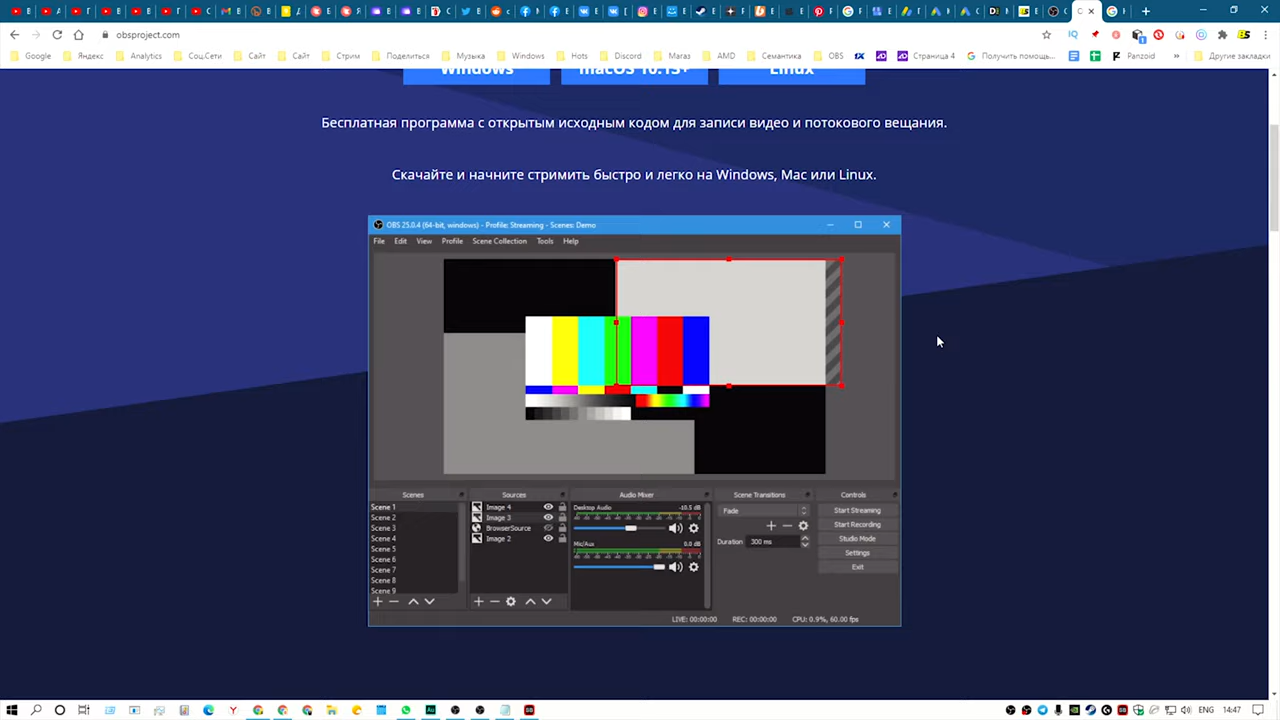 obsproject.com
Google
Яндекс
Analytics
Соц.Сети
Сайт
Стрим
Поделиться
Музыка
Windows
Hots
Discord
Maraz
AMD
Семантика
OBS
Страница 4
Получить помощь...
Panzoid
»
Другие закладки
Windows
macOS 10.13+
Linux
Бесплатная программа с открытым исходным кодом для записи видео и потокового вещания.
Скачайте и начните стримить быстро и легко на Windows, Mac или Linux.
OBS 25.0.4 (64-bit, windows) - Profile: Streaming - Scenes: Demo
File Edit View Profile Scene Collection Tools Help
Scenes
Scene 1
Scene 2
Scene 3
Scene 4
Scene 5
Scene 6
Scene 7
Scene 8
Scene 9
Sources
Image 4
Image 3
BrowserSource
Image 2
Audio Mixer
Desktop Audio -10.5 dB
Mic/Aux 0.0 dB
Scene Transitions
Fade
Duration 300 ms
Controls
Start Streaming
Start Recording
Studio Mode
Settings
Exit
LIVE: 00:00:00 REC: 00:00:00 CPU: 0.9%, 60.00 fps
ENG 14:47